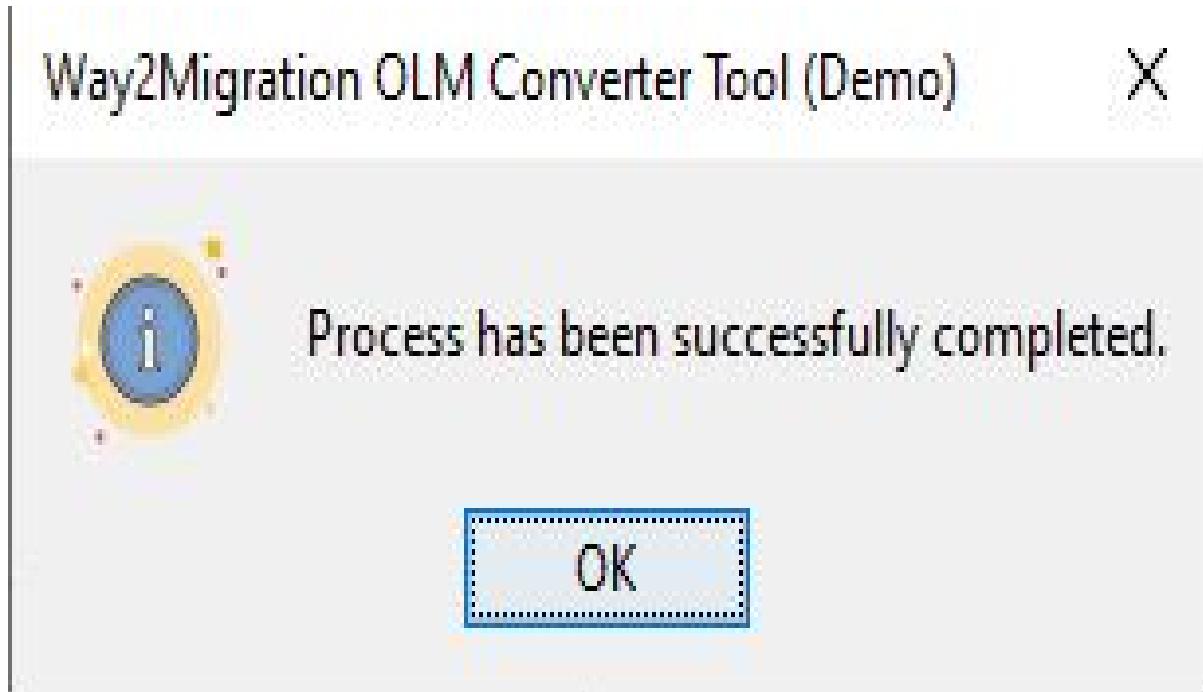 Way2Migration OLM Converter Tool (Demo)
Process has been successfully completed.
OK